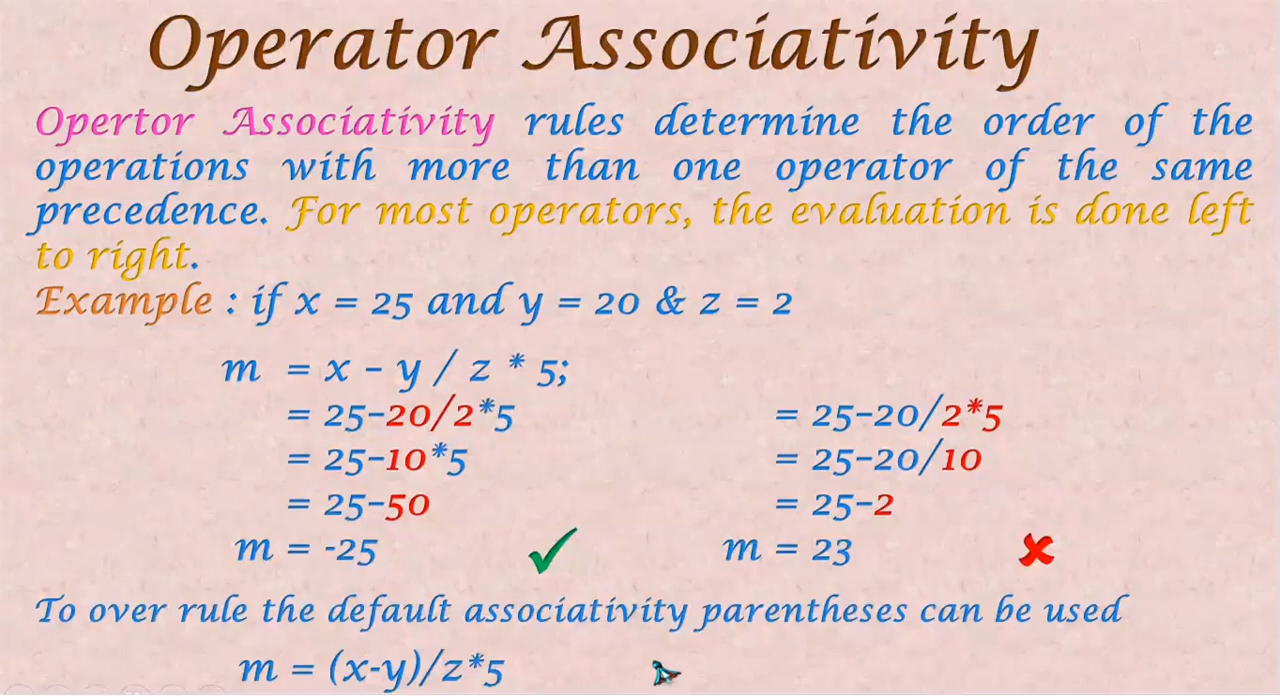 Operator Associativity
Opertor Associativity rules determine the order of the
operations with more than one operator of the same
precedence. For most operators, the evaluation is done left
to right.
Example : if x = 25 and y = 20 & z = 2
m = x – y / z * 5;
= 25–20/2*5
= 25–10*5
= 25–50
m = -25
= 25–20/2*5
= 25–20/10
= 25–2
m = 23
To over rule the default associativity parentheses can be used
m = (x-y)/z*5